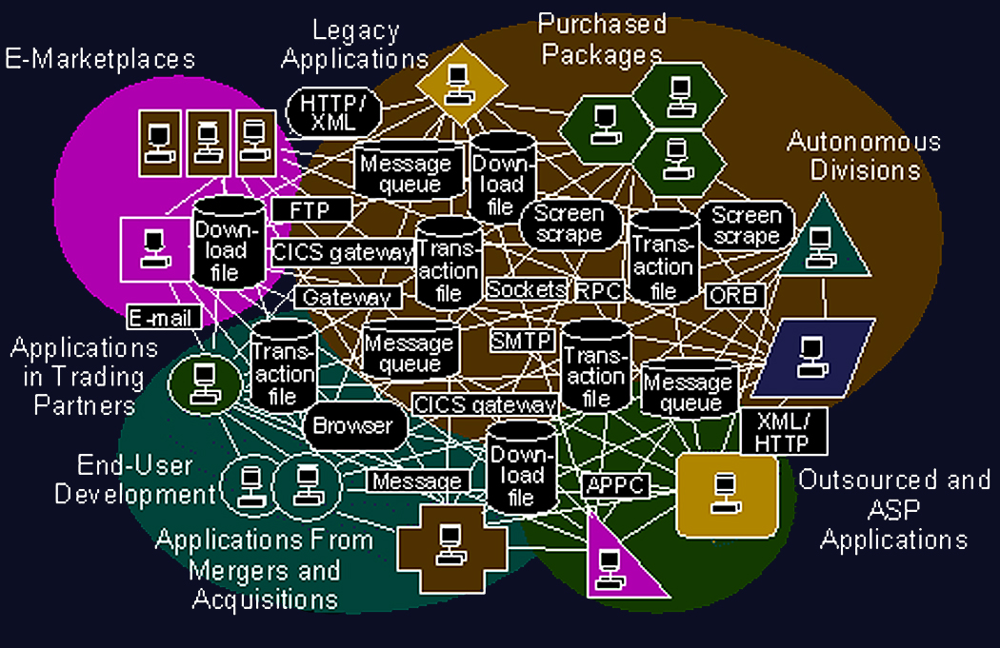 Legacy
Applications
Purchased
Packages
E-Marketplaces
HTTP/
XML
Autonomous
Divisions
Message
queue
Down-
load
file
Screen
scrape
Screen
scrape
FTP
Down-
load
file
CICS gateway
Trans-
action
file
Trans-
action
file
Sockets
RPC
ORB
Gateway
E-mail
Applications
in Trading
Partners
Trans-
action
file
Message
queue
SMTP
Trans-
action
file
Message
queue
CICS gateway
Browser
XML/
HTTP
End-User
Development
Message
Down-
load
file
APPC
Outsourced and
ASP
Applications
Applications From
Mergers and
Acquisitions